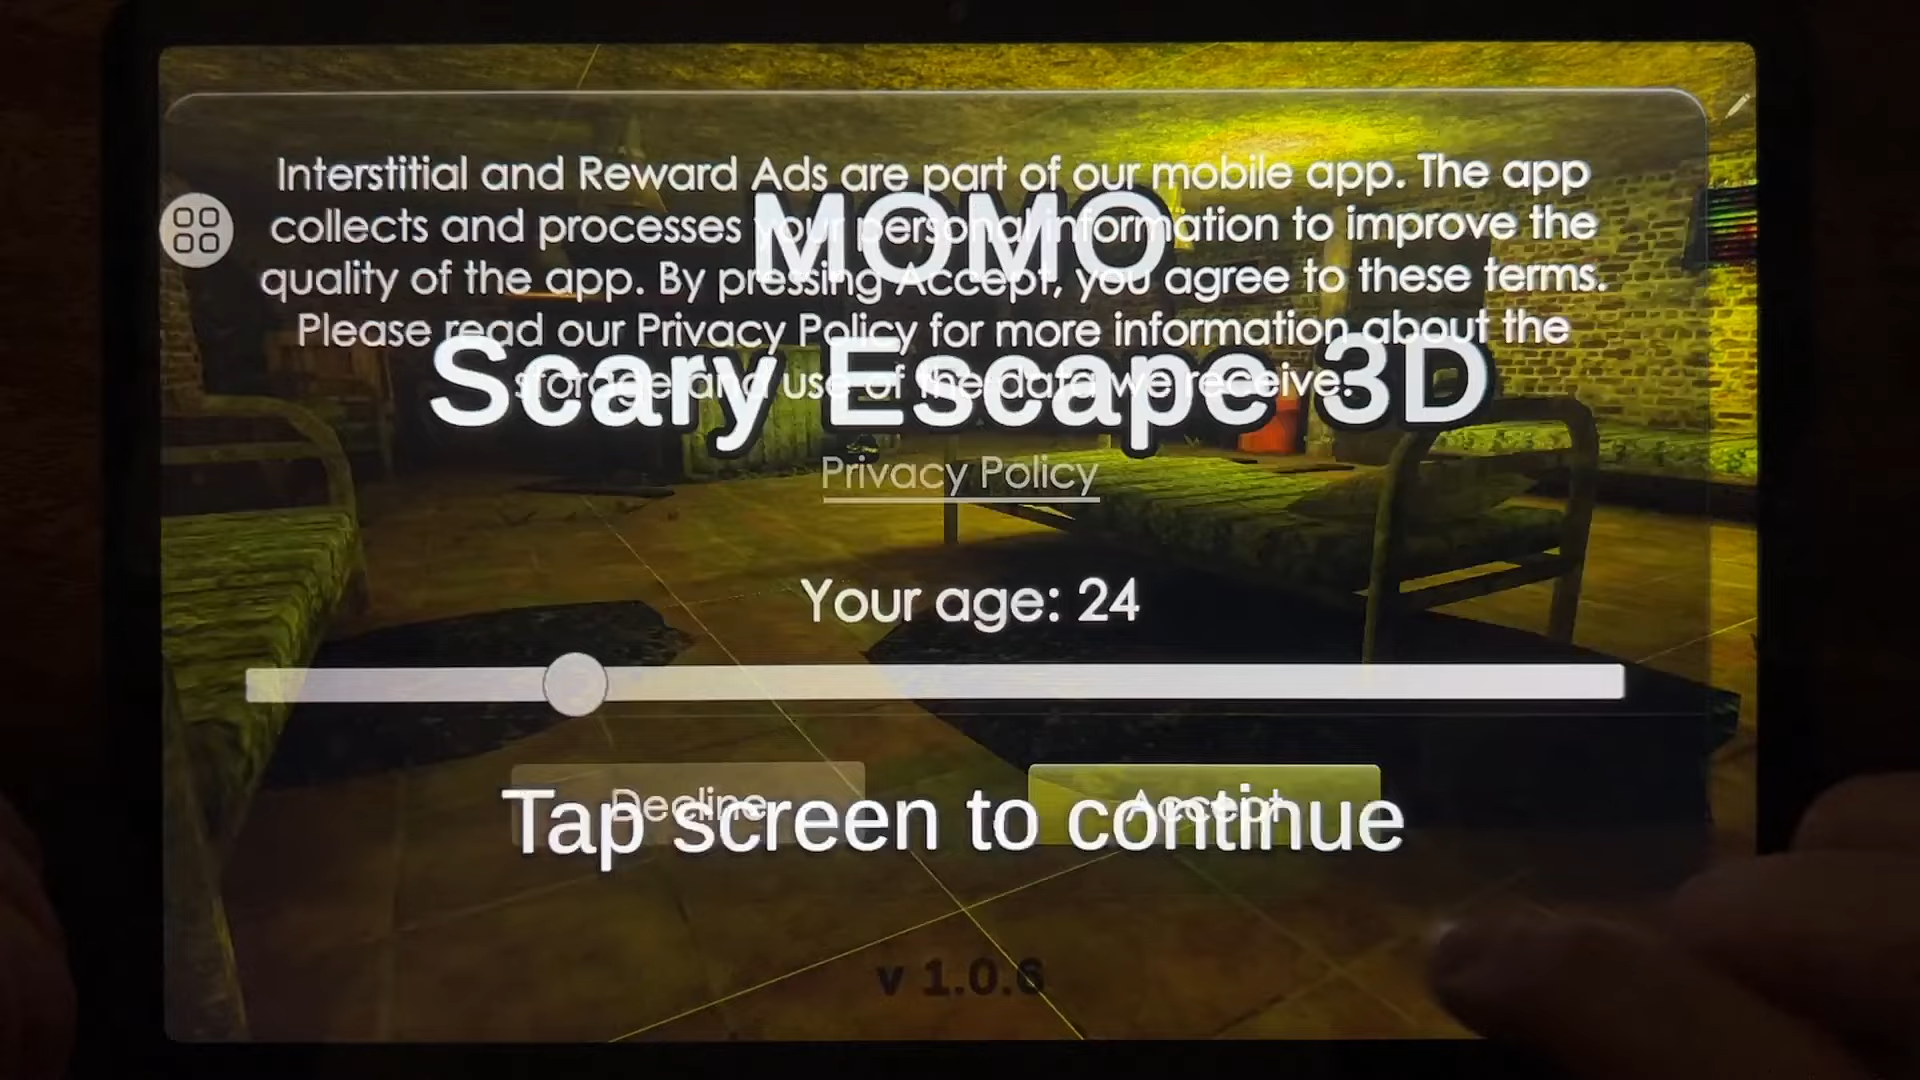 Interstitial and Reward Ads are part of our mobile app. The app
collects and processes your personal information to improve the
MOMO
quality of the app. By pressing Accept, you agree to these terms.
Please read our Privacy Policy for more information about the
storage and use of the data we receive.
Scary Escape 3D
Privacy Policy
Your age: 24
Decline
Accept
Tap screen to continue
v 1.0.6